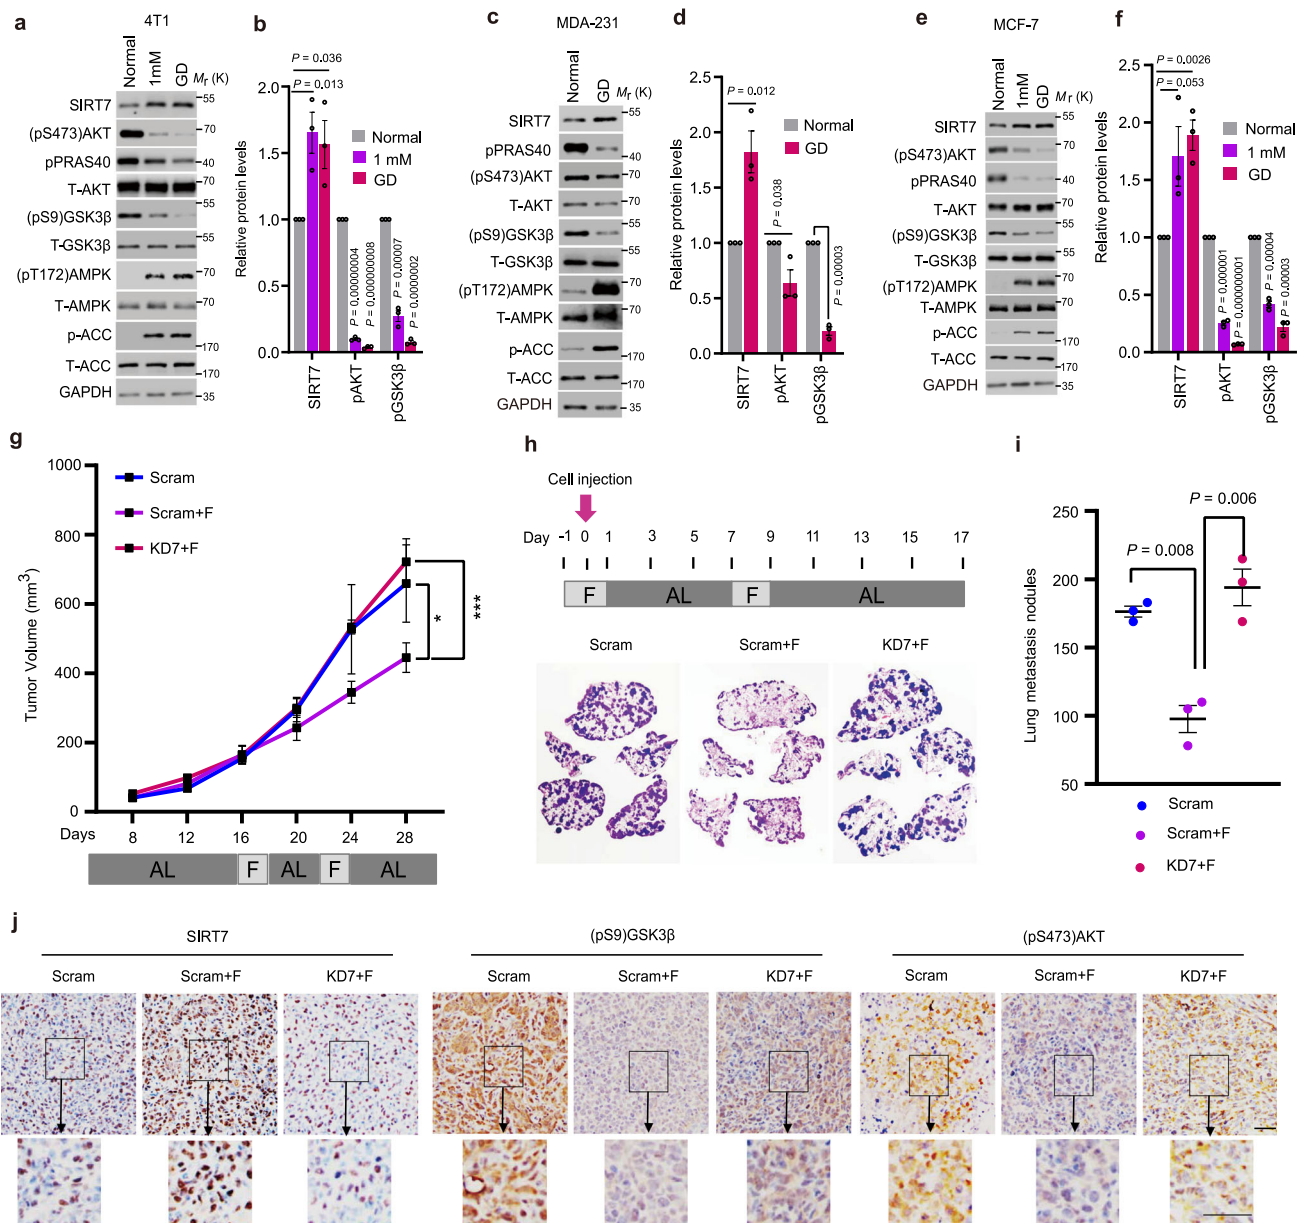 a
4T1
Normal
1mM
GD
Mr (K)
SIRT7
55
(pS473)AKT
70
pPRAS40
40
T-AKT
70
(pS9)GSK3β
55
T-GSK3β
55
(pT172)AMPK
70
T-AMPK
70
p-ACC
170
T-ACC
170
GAPDH
35
b
P = 0.036
P = 0.013
Normal
1 mM
GD
Relative protein levels
2.0
1.5
1.0
0.5
0.0
P = 0.00000004
P = 0.000000008
P = 0.00007
P = 0.0000002
SIRT7
pAKT
pGSK3β
c
MDA-231
Normal
GD
Mr (K)
SIRT7
55
pPRAS40
40
(pS473)AKT
70
T-AKT
70
(pS9)GSK3β
55
T-GSK3β
55
(pT172)AMPK
70
T-AMPK
70
p-ACC
170
T-ACC
170
GAPDH
35
d
P = 0.012
Normal
GD
Relative protein levels
2.5
2.0
1.5
1.0
0.5
0.0
P = 0.038
P = 0.000003
SIRT7
pAKT
pGSK3β
e
MCF-7
Normal
1 mM
GD
Mr (K)
SIRT7
55
(pS473)AKT
70
pPRAS40
40
T-AKT
70
(pS9)GSK3β
55
T-GSK3β
55
(pT172)AMPK
70
T-AMPK
70
p-ACC
170
T-ACC
170
GAPDH
35
f
P = 0.0026
P = 0.053
Normal
1 mM
GD
Relative protein levels
2.5
2.0
1.5
1.0
0.5
0.0
P = 0.000001
P = 0.00000001
P = 0.00004
P = 0.00003
SIRT7
pAKT
pGSK3β
g
Tumor Volume (mm³)
1000
800
600
400
200
0
Scram
Scram+F
KD7+F
*
***
Days 8 12 16 20 24 28
AL F AL F AL
h
Cell injection
Day -1 0 1 3 5 7 9 11 13 15 17
F AL F AL
Scram Scram+F KD7+F
i
P = 0.006
P = 0.008
Lung metastasis nodules
250
200
150
100
50
Scram
Scram+F
KD7+F
j
SIRT7 (pS9)GSK3β (pS473)AKT
Scram Scram+F KD7+F Scram Scram+F KD7+F Scram Scram+F KD7+F